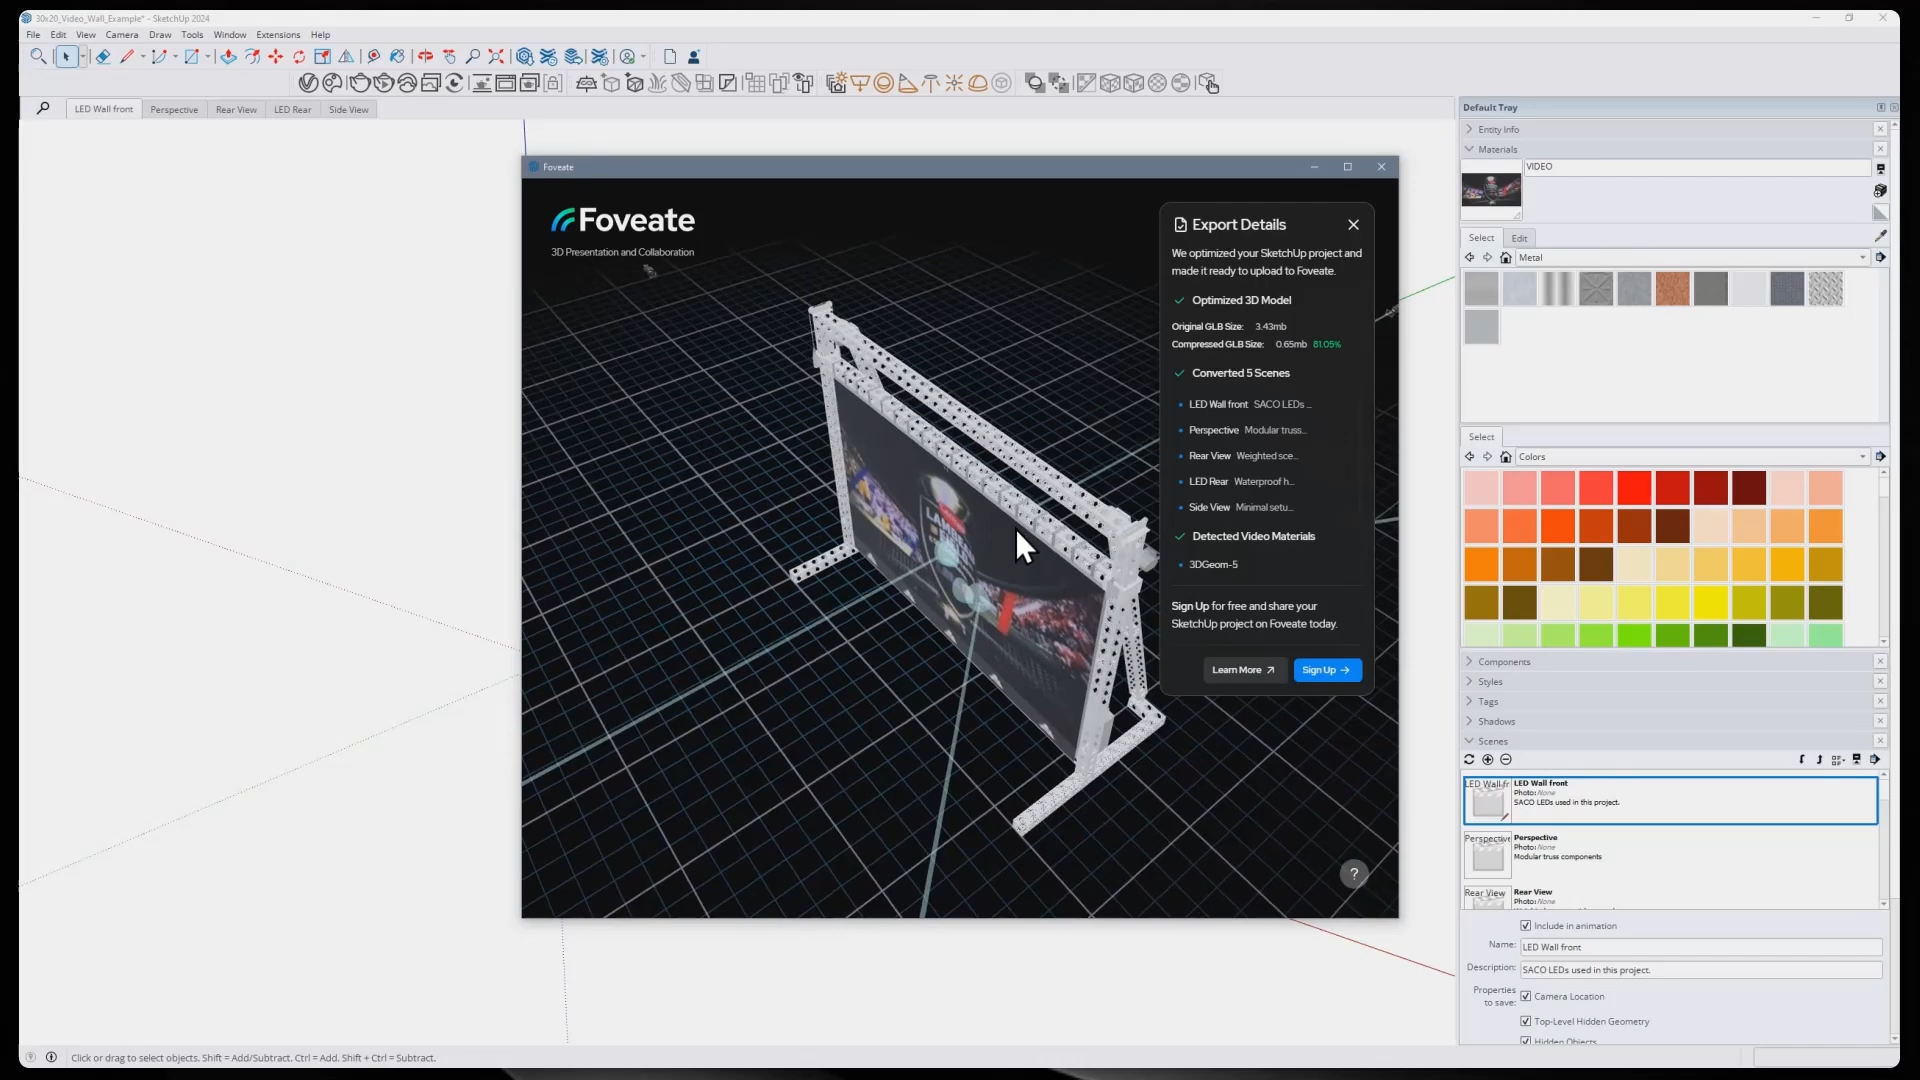 30x20_Video_Wall_Example* - SketchUp 2024
File Edit View Camera Draw Tools Window Extensions Help
LED Wall front Perspective Rear View LED Rear Side View
Foveate
Foveate
3D Presentation and Collaboration
Export Details
We optimized your SketchUp project and
made it ready to upload to Foveate.
Optimized 3D Model
Original GLB Size: 3.43mb
Compressed GLB Size: 0.65mb 81.05%
Converted 5 Scenes
LED Wall front SACO LEDs ...
Perspective Modular truss...
Rear View Weighted sce...
LED Rear Waterproof h...
Side View Minimal setu...
Detected Video Materials
3DGeom-5
Sign Up for free and share your
SketchUp project on Foveate today.
Learn More Sign Up
?
Default Tray
Entity Info
Materials
VIDEO
Select Edit
Metal
Select
Colors
Components
Styles
Tags
Shadows
Scenes
LED Wall fr
LED Wall front
Photo: None
SACO LEDs used in this project.
Perspective
Perspective
Photo: None
Modular truss components
Rear View
Rear View
Photo: None
Include in animation
Name: LED Wall front
Description: SACO LEDs used in this project.
Properties
to save:
Camera Location
Top-Level Hidden Geometry
Hidden Objects
Click or drag to select objects. Shift = Add/Subtract. Ctrl = Add. Shift + Ctrl = Subtract.